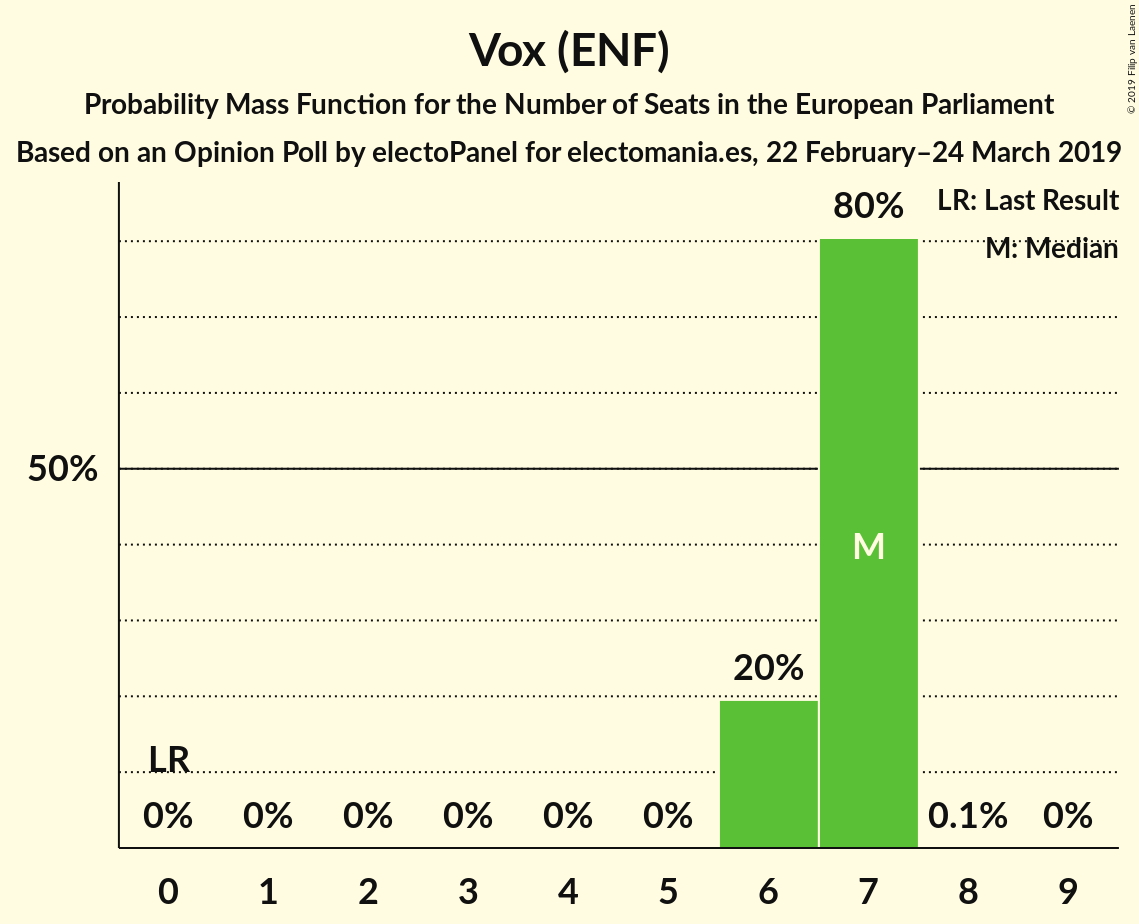 Vox (ENF)
Probability Mass Function for the Number of Seats in the European Parliament
Based on an Opinion Poll by electoPanel for electomania.es, 22 February–24 March 2019
© 2019 Filip van Laenen
LR: Last Result
M: Median
80%
50%
M
20%
LR
0% 0% 0% 0% 0% 0% 0.1% 0%
0 1 2 3 4 5 6 7 8 9